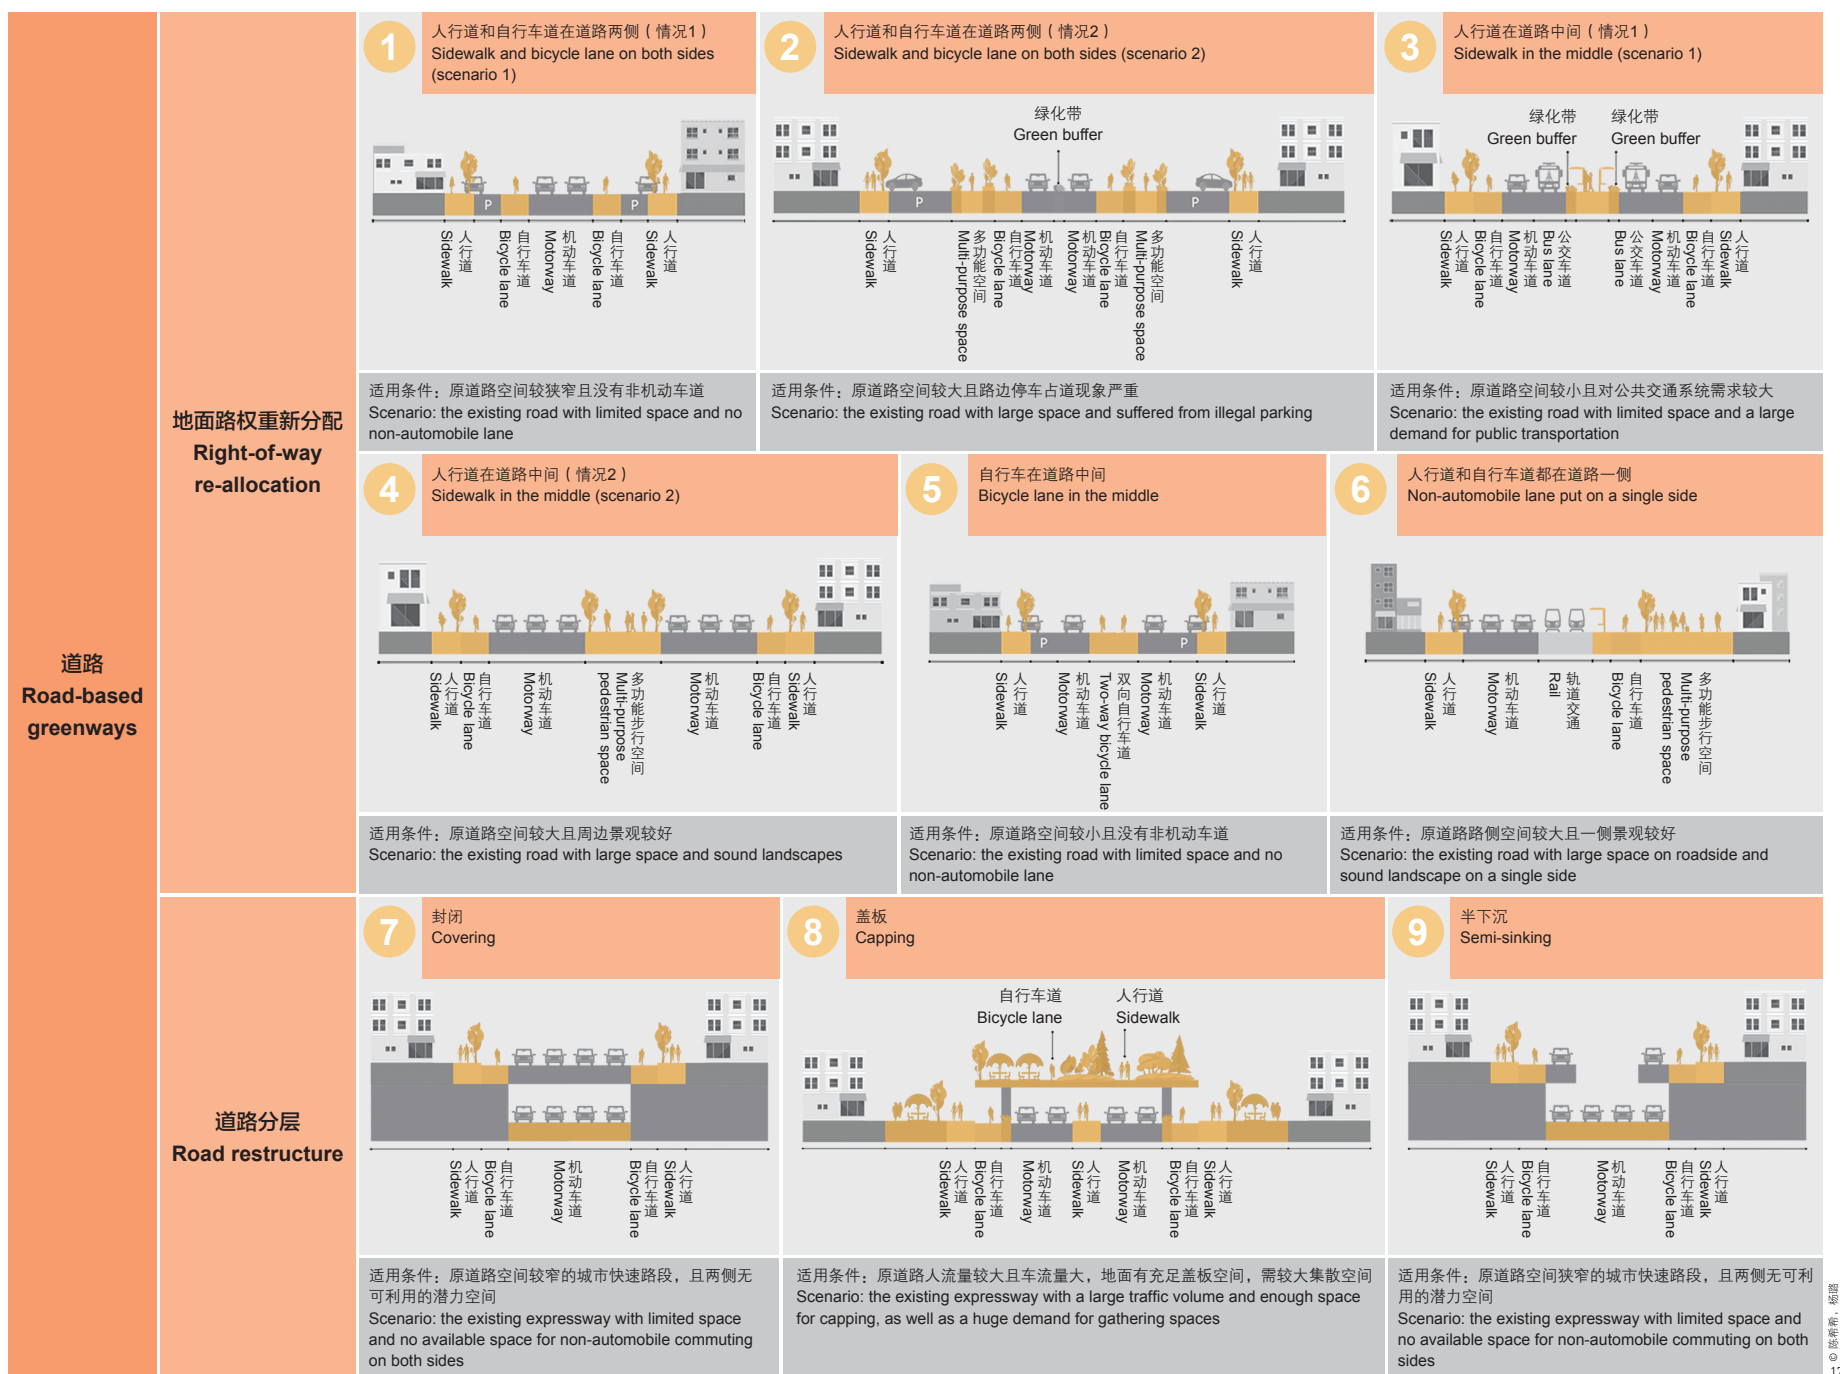 道路
Road-based
greenways
地面路权重新分配
Right-of-way
re-allocation
1
人行道和自行车道在道路两侧（情况1）
Sidewalk and bicycle lane on both sides
(scenario 1)
P
P
人行道
Sidewalk
自行车道
Bicycle lane
机动车道
Motorway
自行车道
Bicycle lane
人行道
Sidewalk
适用条件：原道路空间较狭窄且没有非机动车道
Scenario: the existing road with limited space and no
non-automobile lane
2
人行道和自行车道在道路两侧（情况2）
Sidewalk and bicycle lane on both sides (scenario 2)
绿化带
Green buffer
P
P
人行道
Sidewalk
多功能空间
Multi-purpose space
自行车道
Bicycle lane
机动车道
Motorway
机动车道
Motorway
自行车道
Bicycle lane
多功能空间
Multi-purpose space
人行道
Sidewalk
适用条件：原道路空间较大且路边停车占道现象严重
Scenario: the existing road with large space and suffered from illegal parking
3
人行道在道路中间（情况1）
Sidewalk in the middle (scenario 1)
绿化带
Green buffer
绿化带
Green buffer
人行道
Sidewalk
自行车道
Bicycle lane
机动车道
Motorway
公交车道
Bus lane
公交车道
Bus lane
机动车道
Motorway
自行车道
Bicycle lane
人行道
Sidewalk
适用条件：原道路空间较小且对公共交通系统需求较大
Scenario: the existing road with limited space and a large
demand for public transportation
4
人行道在道路中间（情况2）
Sidewalk in the middle (scenario 2)
人行道
Sidewalk
自行车道
Bicycle lane
机动车道
Motorway
多功能步行空间
Multi-purpose
pedestrian space
机动车道
Motorway
自行车道
Bicycle lane
人行道
Sidewalk
适用条件：原道路空间较大且周边景观较好
Scenario: the existing road with large space and sound landscapes
5
自行车在道路中间
Bicycle lane in the middle
P
P
人行道
Sidewalk
机动车道
Motorway
双向自行车道
Two-way bicycle lane
机动车道
Motorway
人行道
Sidewalk
适用条件：原道路空间较小且没有非机动车道
Scenario: the existing road with limited space and no
non-automobile lane
6
人行道和自行车道都在道路一侧
Non-automobile lane put on a single side
人行道
Sidewalk
机动车道
Motorway
轨道交通
Rail
自行车道
Bicycle lane
多功能步行空间
Multi-purpose
pedestrian space
适用条件：原道路路侧空间较大且一侧景观较好
Scenario: the existing road with large space on roadside and
sound landscape on a single side
道路分层
Road restructure
7
封闭
Covering
人行道
Sidewalk
自行车道
Bicycle lane
机动车道
Motorway
自行车道
Bicycle lane
人行道
Sidewalk
适用条件：原道路空间较窄的城市快速路段，且两侧无
可利用的潜力空间
Scenario: the existing expressway with limited space
and no available space for non-automobile commuting
on both sides
8
盖板
Capping
自行车道
Bicycle lane
人行道
Sidewalk
人行道
Sidewalk
自行车道
Bicycle lane
机动车道
Motorway
人行道
Sidewalk
机动车道
Motorway
自行车道
Bicycle lane
人行道
Sidewalk
适用条件：原道路人流量较大且车流量大，地面有充足盖板空间，需较大集散空间
Scenario: the existing expressway with a large traffic volume and enough space
for capping, as well as a huge demand for gathering spaces
9
半下沉
Semi-sinking
人行道
Sidewalk
自行车道
Bicycle lane
机动车道
Motorway
自行车道
Bicycle lane
人行道
Sidewalk
适用条件：原道路空间狭窄的城市快速路段，且两侧无可利
用的潜力空间
Scenario: the existing expressway with limited space and
no available space for non-automobile commuting on both
sides
© 陈希希，杨璐
17